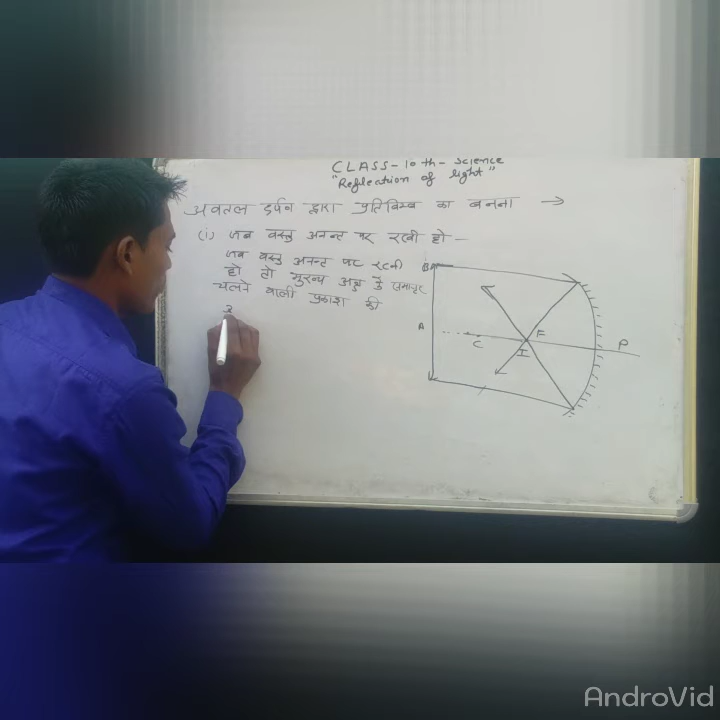 CLASS-10th-Science
"Reflection of light"
अवतल दर्पण द्वारा प्रतिबिम्ब का बनना →
(i) जब वस्तु अनन्त पर रखी हो –
जब वस्तु अनन्त पर रखी
हो तो मुख्य अक्ष के समान्तर
चलने वाली प्रकाश की
B
A
C
F
I
P
AndroVid